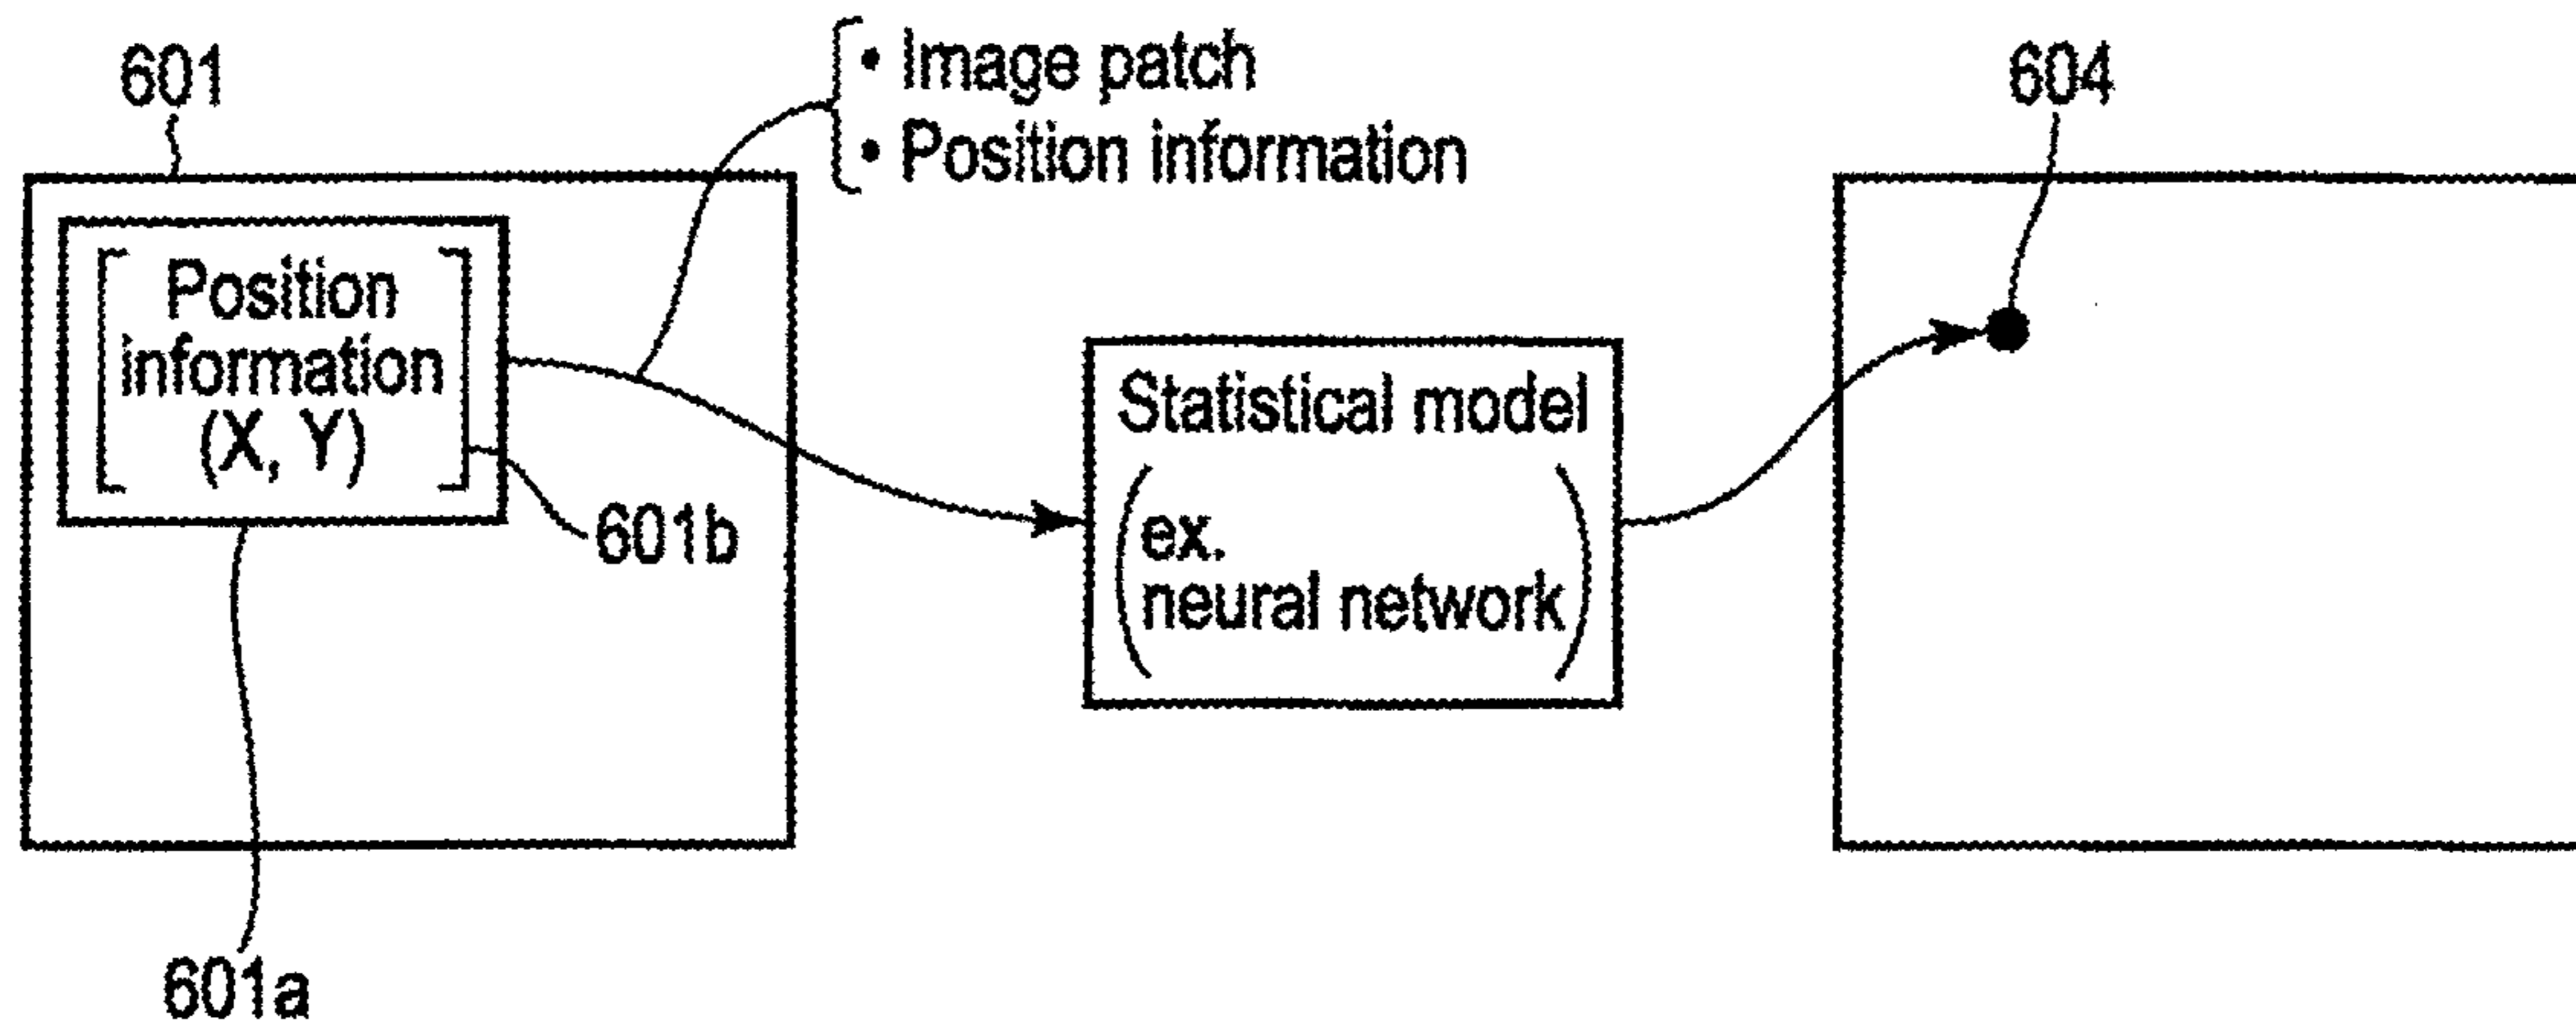 601
• Image patch
• Position information
604
Position
information
(X, Y)
601b
Statistical model
ex.
neural network
601a